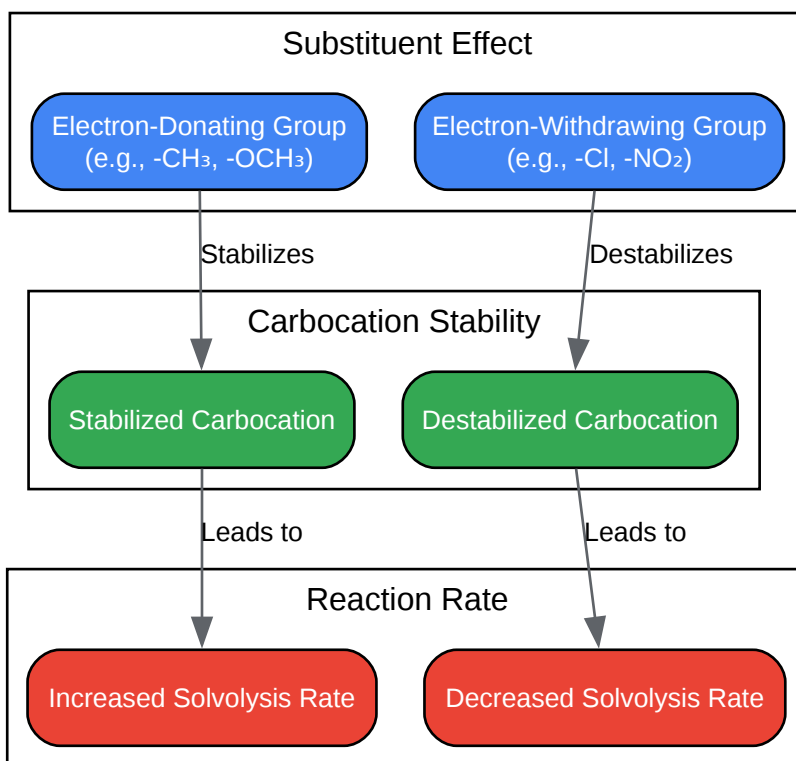 Substituent Effect
Electron-Donating Group
(e.g., -CH₃, -OCH₃)
Electron-Withdrawing Group
(e.g., -Cl, -NO₂)
Stabilizes
Destabilizes
Carbocation Stability
Stabilized Carbocation
Destabilized Carbocation
Leads to
Leads to
Reaction Rate
Increased Solvolysis Rate
Decreased Solvolysis Rate